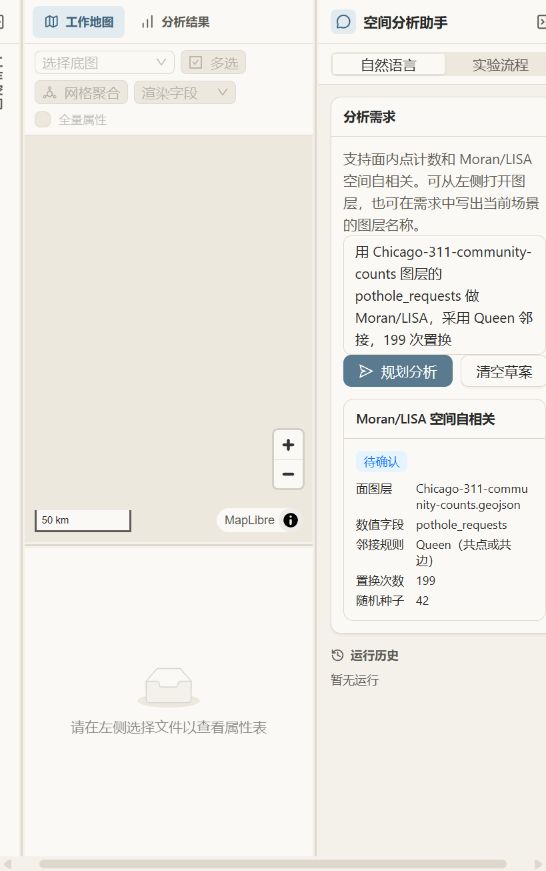 工作地图
分析结果
选择底图
多选
网格聚合
渲染字段
全量属性
50 km
MapLibre
请在左侧选择文件以查看属性表
空间分析助手
自然语言
实验流程
分析需求
支持面内点计数和 Moran/LISA
空间自相关。可从左侧打开图
层，也可在需求中写出当前场景
的图层名称。
用 Chicago-311-community-
counts 图层的
pothole_requests 做
Moran/LISA，采用 Queen 邻
接，199 次置换
规划分析
清空草案
Moran/LISA 空间自相关
待确认
面图层 Chicago-311-commu
nity-counts.geojson
数值字段 pothole_requests
邻接规则 Queen（共点或共
边）
置换次数 199
随机种子 42
运行历史
暂无运行